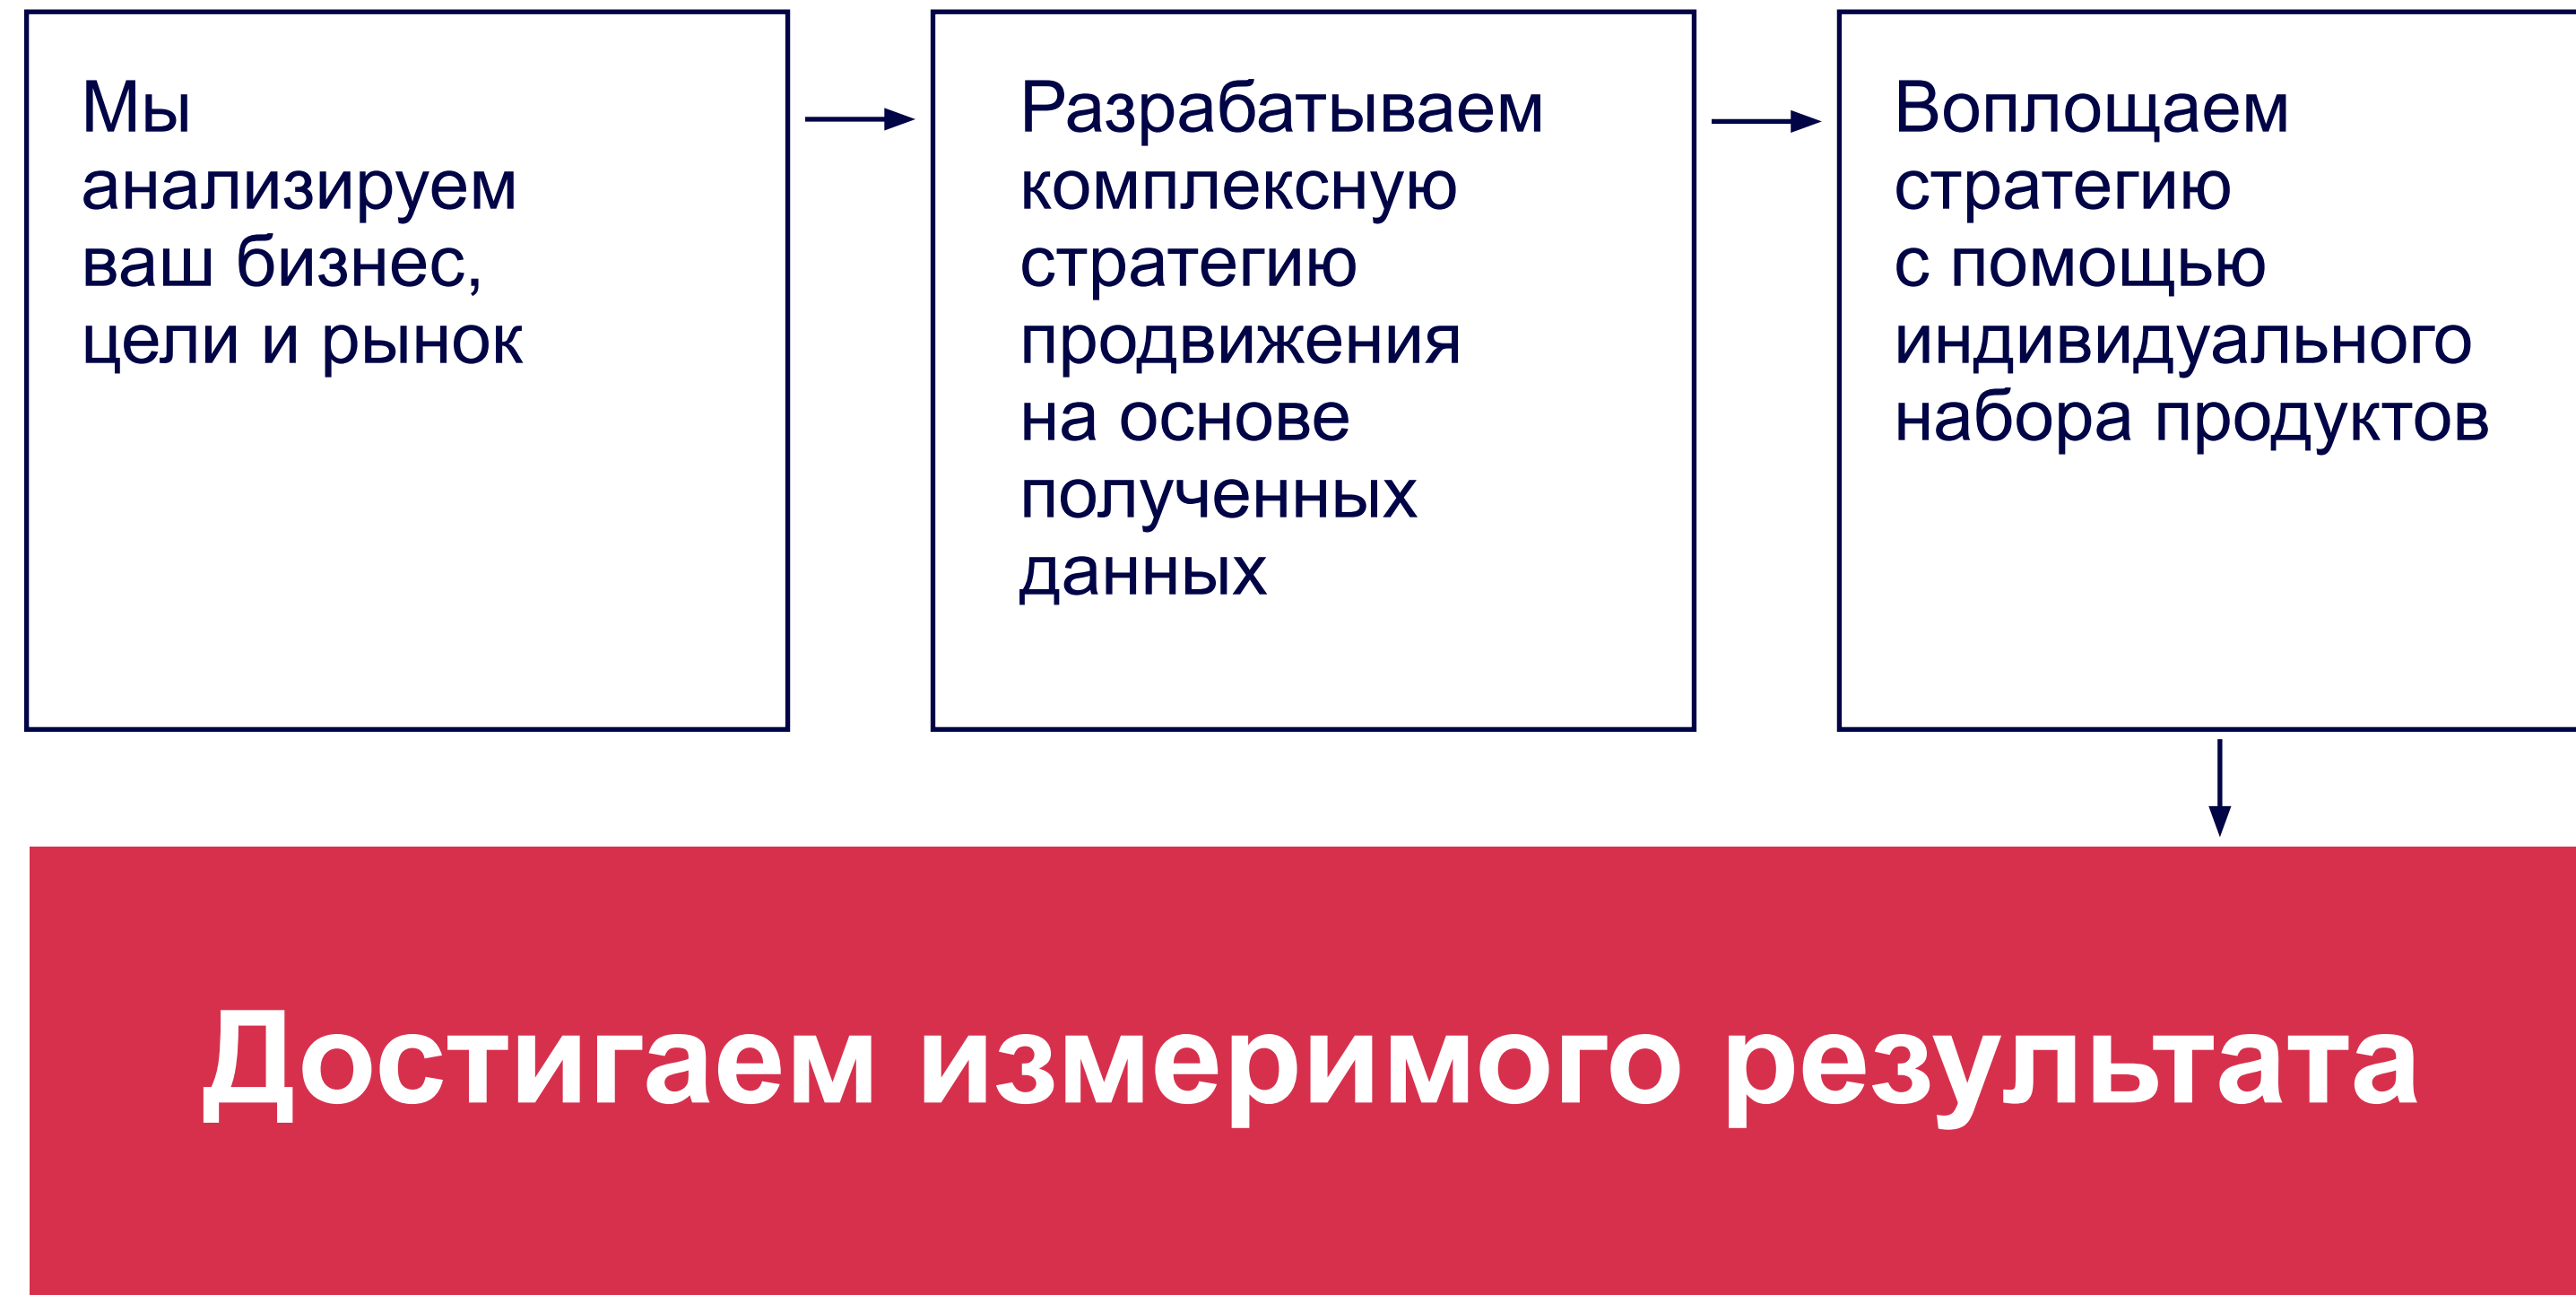 Мы
анализируем
ваш бизнес,
цели и рынок
Разрабатываем
комплексную
стратегию
продвижения
на основе
полученных
данных
Воплощаем
стратегию
с помощью
индивидуального
набора продуктов
Достигаем измеримого результата